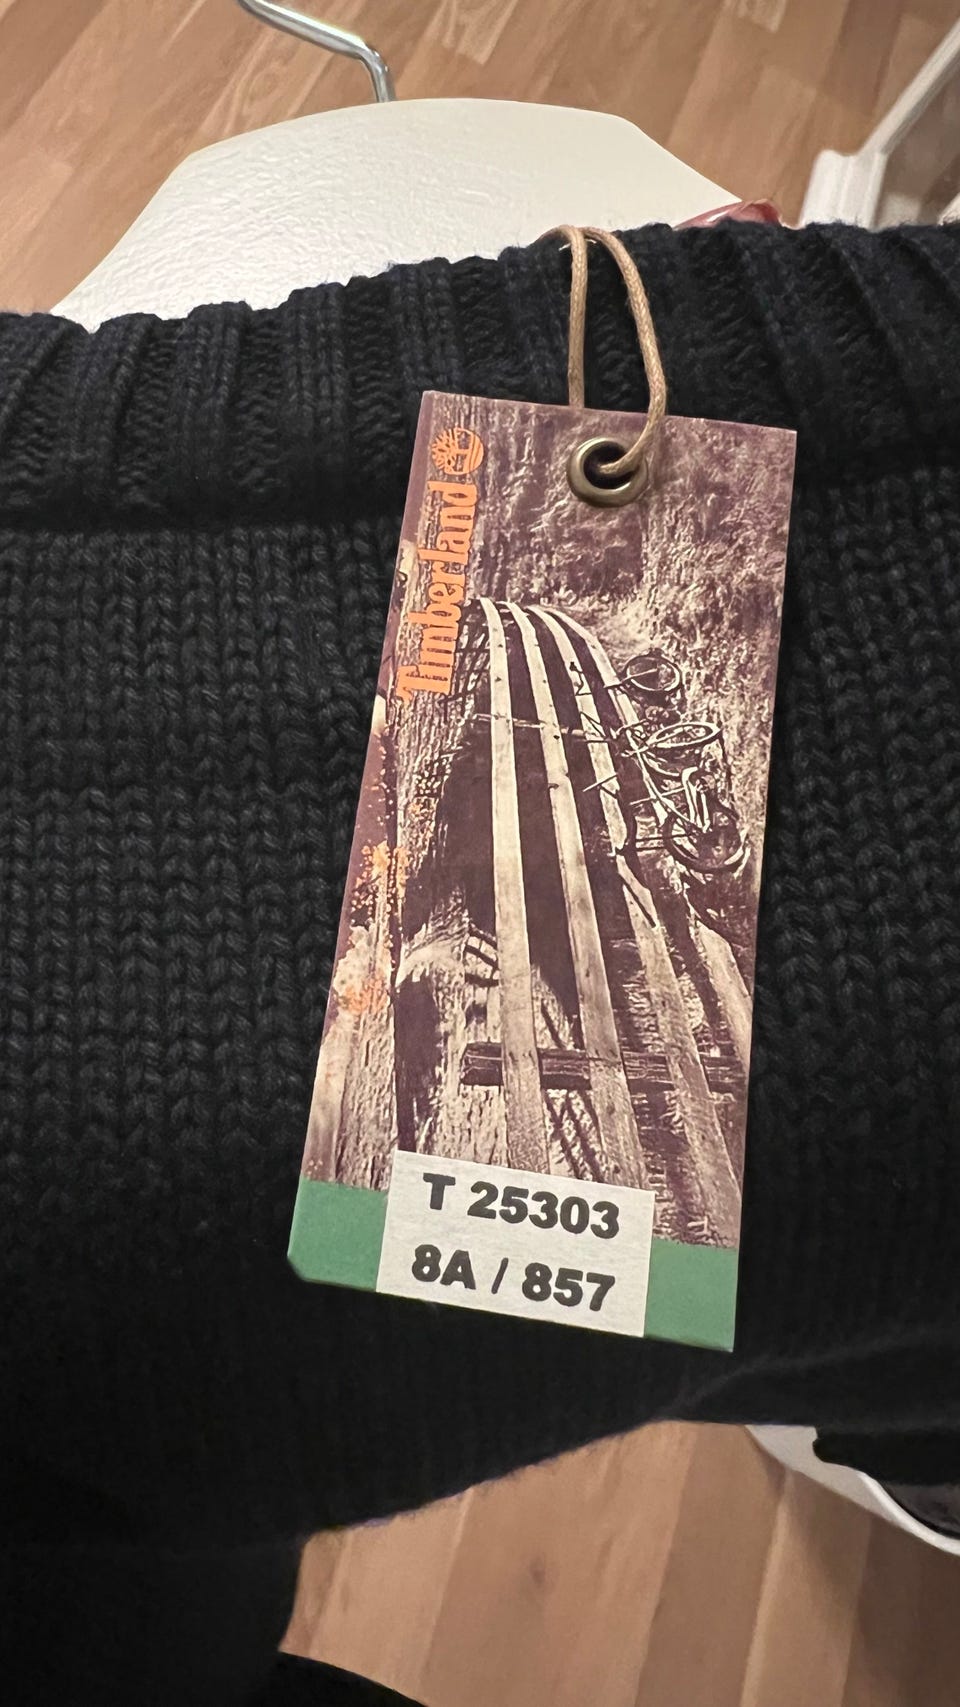 Timberland
T 25303
8A / 857